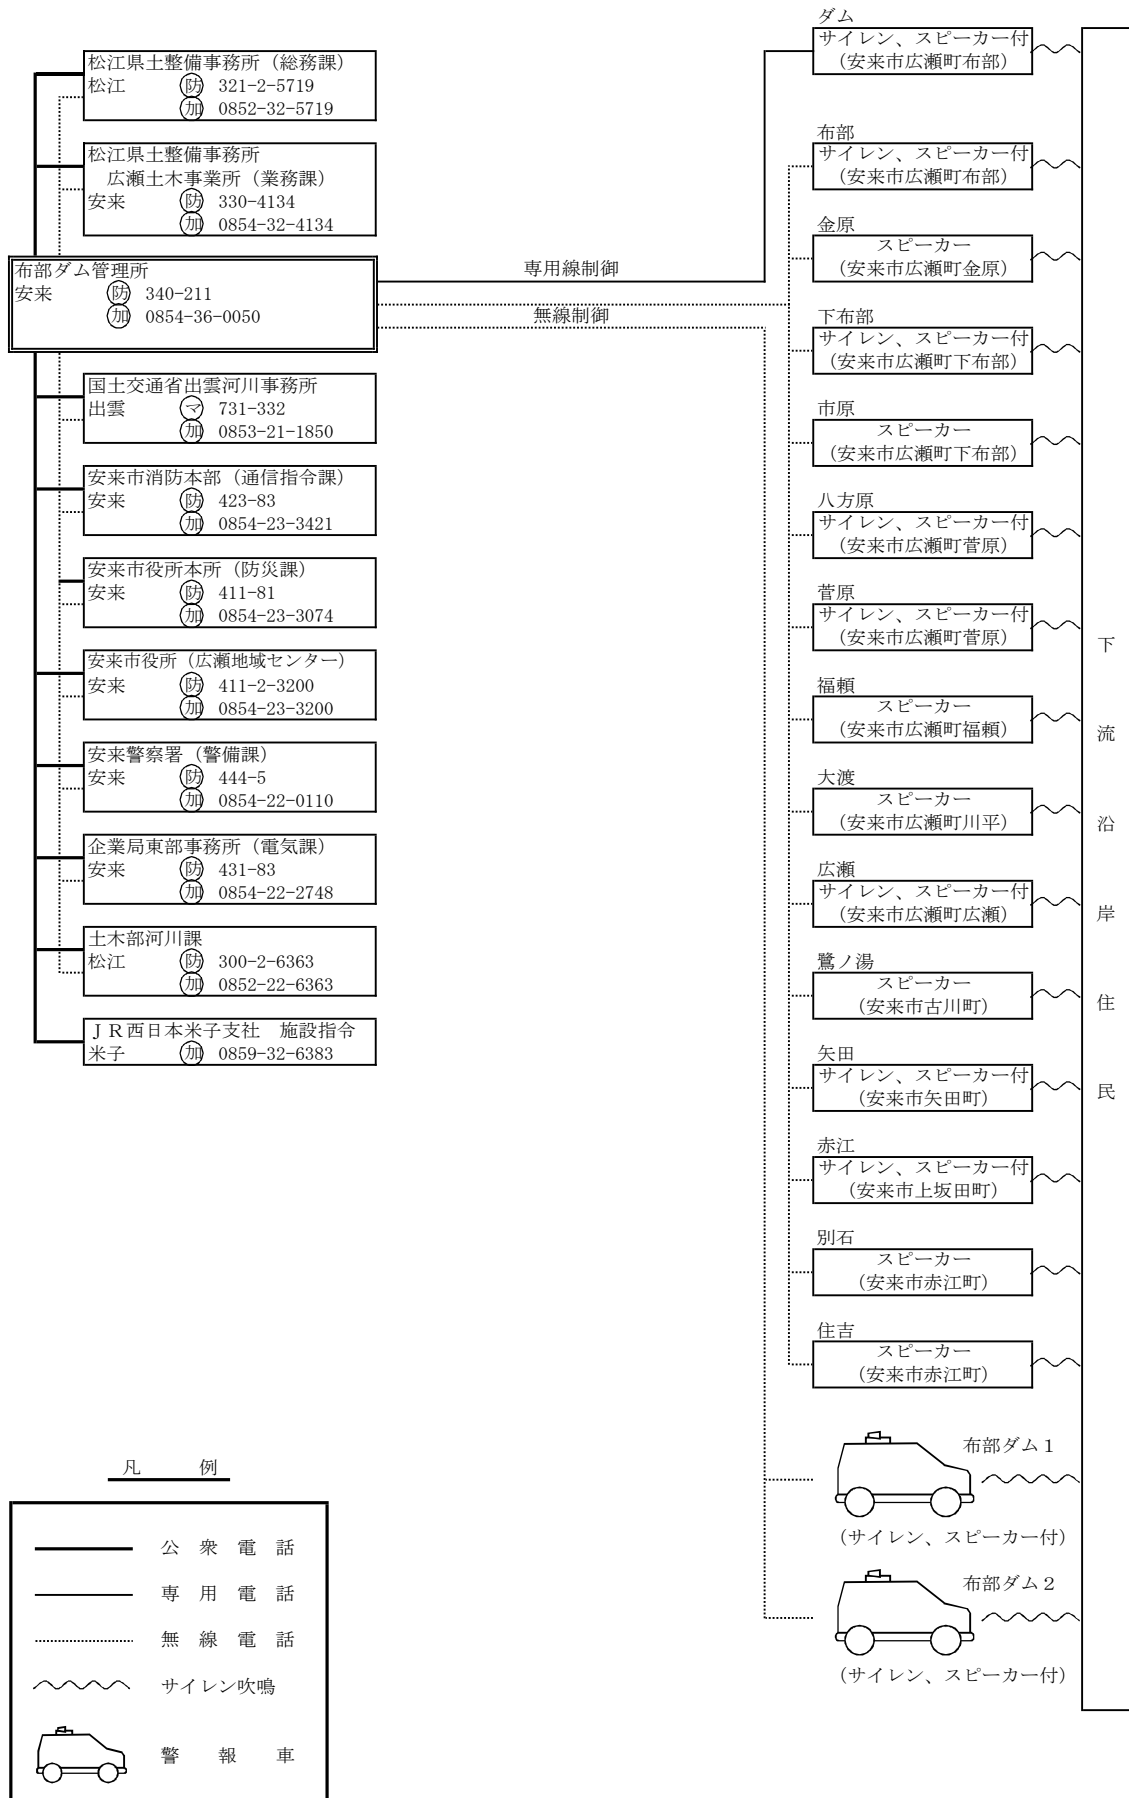 松江県土整備事務所（総務課）
松江 防 321-2-5719
加 0852-32-5719
松江県土整備事務所
広瀬土木事業所（業務課）
安来 防 330-4134
加 0854-32-4134
布部ダム管理所
安来 防 340-211
加 0854-36-0050
国土交通省出雲河川事務所
出雲 マ 731-332
加 0853-21-1850
安来市消防本部（通信指令課）
安来 防 423-83
加 0854-23-3421
安来市役所本所（防災課）
安来 防 411-81
加 0854-23-3074
安来市役所（広瀬地域センター）
安来 防 411-2-3200
加 0854-23-3200
安来警察署（警備課）
安来 防 444-5
加 0854-22-0110
企業局東部事務所（電気課）
安来 防 431-83
加 0854-22-2748
土木部河川課
松江 防 300-2-6363
加 0852-22-6363
ＪＲ西日本米子支社　施設指令
米子 加 0859-32-6383
専用線制御
無線制御
ダム
サイレン、スピーカー付
（安来市広瀬町布部）
布部
サイレン、スピーカー付
（安来市広瀬町布部）
金原
スピーカー
（安来市広瀬町金原）
下布部
サイレン、スピーカー付
（安来市広瀬町下布部）
市原
スピーカー
（安来市広瀬町下布部）
八方原
サイレン、スピーカー付
（安来市広瀬町菅原）
菅原
サイレン、スピーカー付
（安来市広瀬町菅原）
福頼
スピーカー
（安来市広瀬町福頼）
大渡
スピーカー
（安来市広瀬町川平）
広瀬
サイレン、スピーカー付
（安来市広瀬町広瀬）
鷺ノ湯
スピーカー
（安来市古川町）
矢田
サイレン、スピーカー付
（安来市矢田町）
赤江
サイレン、スピーカー付
（安来市上坂田町）
別石
スピーカー
（安来市赤江町）
住吉
スピーカー
（安来市赤江町）
布部ダム１
（サイレン、スピーカー付）
布部ダム２
（サイレン、スピーカー付）
下流沿岸住民
凡　例
公衆電話
専用電話
無線電話
サイレン吹鳴
警報車